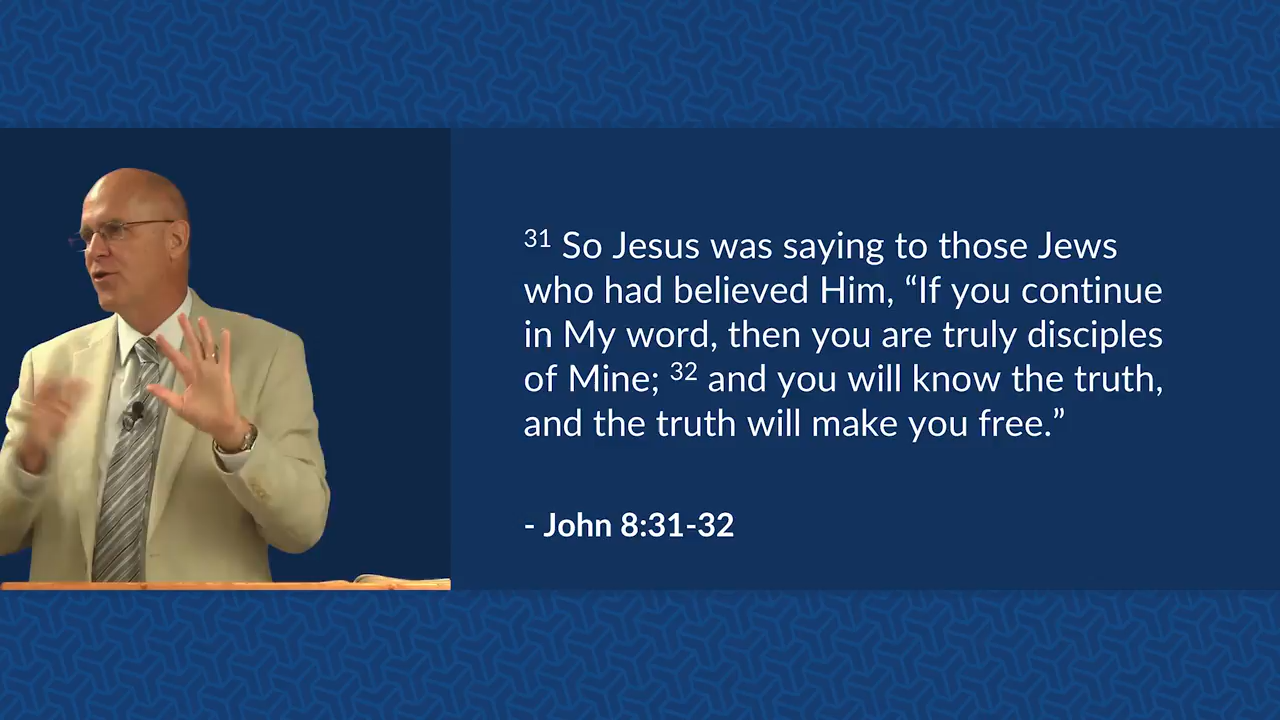 31 So Jesus was saying to those Jews
who had believed Him, “If you continue
in My word, then you are truly disciples
of Mine; 32 and you will know the truth,
and the truth will make you free.”
- John 8:31-32